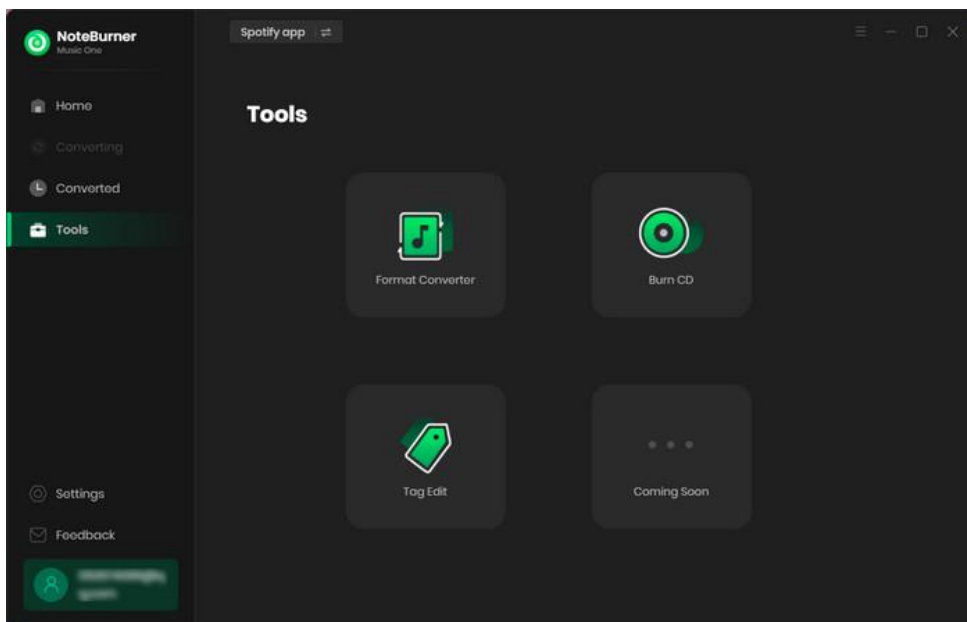 NoteBurner
Music One
Spotify app
Home
Converting
Converted
Tools
Settings
Feedback
Tools
Format Converter
Burn CD
Tag Edit
Coming Soon